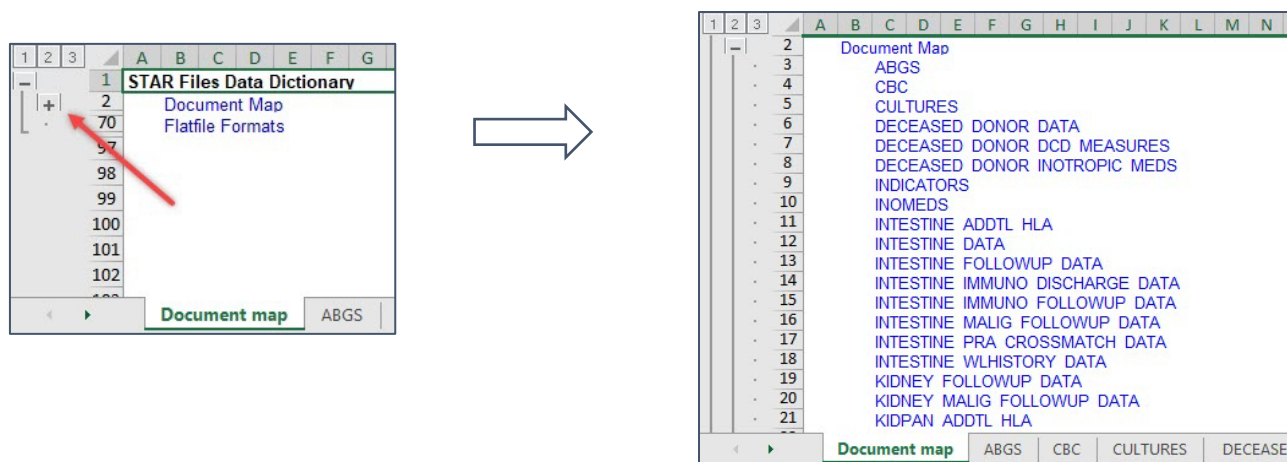 1 2 3 A B C D E F G
1 STAR Files Data Dictionary
2 Document Map
70 Flatfile Formats
97
98
99
100
101
102
Document map ABGS
1 2 3 A B C D E F G H I J K L M N
2 Document Map
3 ABGS
4 CBC
5 CULTURES
6 DECEASED DONOR DATA
7 DECEASED DONOR DCD MEASURES
8 DECEASED DONOR INOTROPIC MEDS
9 INDICATORS
10 INOMEDS
11 INTESTINE ADDTL HLA
12 INTESTINE DATA
13 INTESTINE FOLLOWUP DATA
14 INTESTINE IMMUNO DISCHARGE DATA
15 INTESTINE IMMUNO FOLLOWUP DATA
16 INTESTINE MALIG FOLLOWUP DATA
17 INTESTINE PRA CROSSMATCH DATA
18 INTESTINE WLHISTORY DATA
19 KIDNEY FOLLOWUP DATA
20 KIDNEY MALIG FOLLOWUP DATA
21 KIDPAN ADDTL HLA
Document map ABGS CBC CULTURES DECEASE